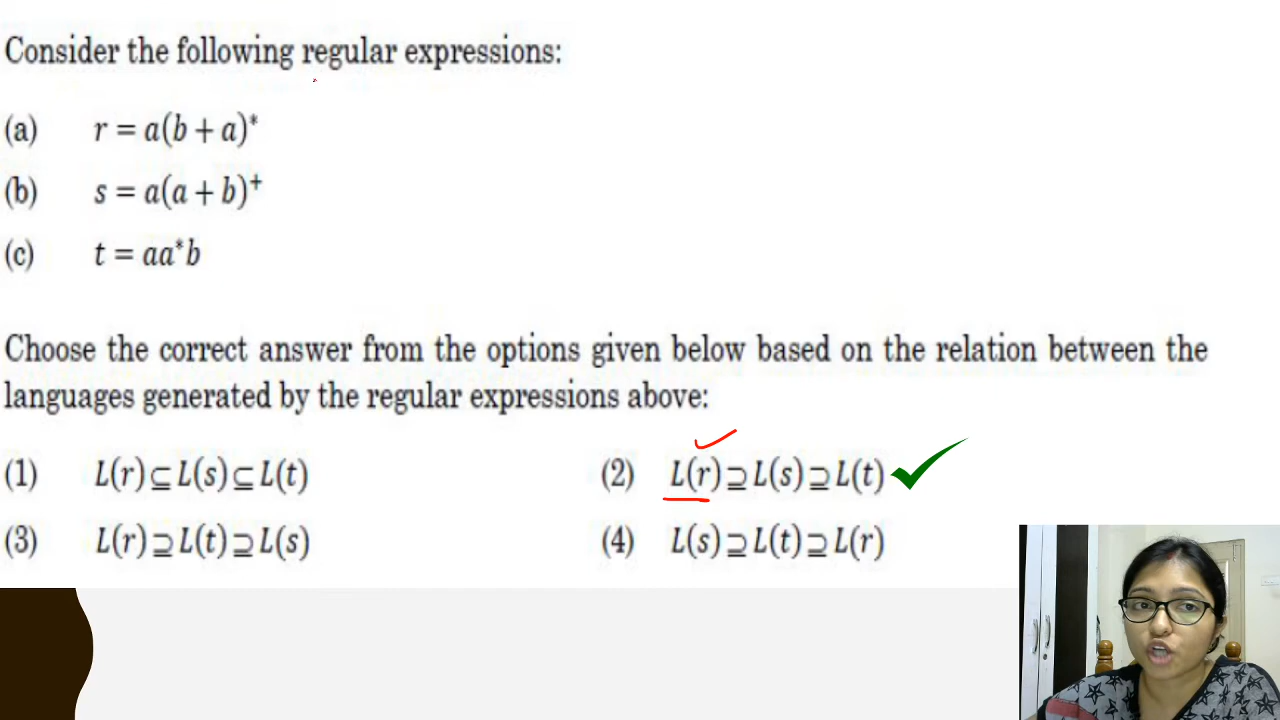 Consider the following regular expressions:
(a) r = a(b + a)*
(b) s = a(a + b)⁺
(c) t = aa*b
Choose the correct answer from the options given below based on the relation between the
languages generated by the regular expressions above:
(1) L(r) ⊆ L(s) ⊆ L(t) (2) L(r) ⊇ L(s) ⊇ L(t)
(3) L(r) ⊇ L(t) ⊇ L(s) (4) L(s) ⊇ L(t) ⊇ L(r)